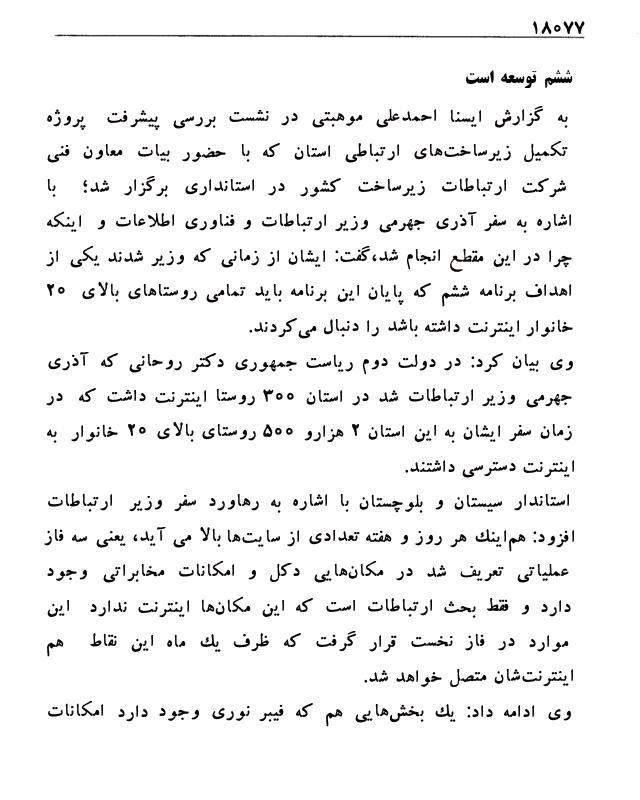 ۱۸۰۷۷
ششم توسعه است
به گزارش ایسنا احمدعلی موهبتی در نشست بررسی پیشرفت پروژه
تکمیل زیرساخت‌های ارتباطی استان که با حضور بیات معاون فنی
شرکت ارتباطات زیرساخت کشور در استانداری برگزار شد؛ با
اشاره به سفر آذری جهرمی وزیر ارتباطات و فناوری اطلاعات و اینکه
چرا در این مقطع انجام شد،گفت: ایشان از زمانی که وزیر شدند یکی از
اهداف برنامه ششم که پایان این برنامه باید تمامی روستاهای بالای ۲۰
خانوار اینترنت داشته باشد را دنبال می‌کردند.
وی بیان کرد: در دولت دوم ریاست جمهوری دکتر روحانی که آذری
جهرمی وزیر ارتباطات شد در استان ۳۰۰ روستا اینترنت داشت که در
زمان سفر ایشان به این استان ۲ هزارو ۵۰۰ روستای بالای ۲۰ خانوار به
اینترنت دسترسی داشتند.
استاندار سیستان و بلوچستان با اشاره به رهاورد سفر وزیر ارتباطات
افزود: هم‌اینك هر روز و هفته تعدادی از سایت‌ها بالا می آید، یعنی سه فاز
عملیاتی تعریف شد در مکان‌هایی دکل و امکانات مخابراتی وجود
دارد و فقط بحث ارتباطات است که این مکان‌ها اینترنت ندارد این
موارد در فاز نخست قرار گرفت که ظرف یك ماه این نقاط هم
اینترنت‌شان متصل خواهد شد.
وی ادامه داد: یك بخش‌هایی هم که فیبر نوری وجود دارد امکانات